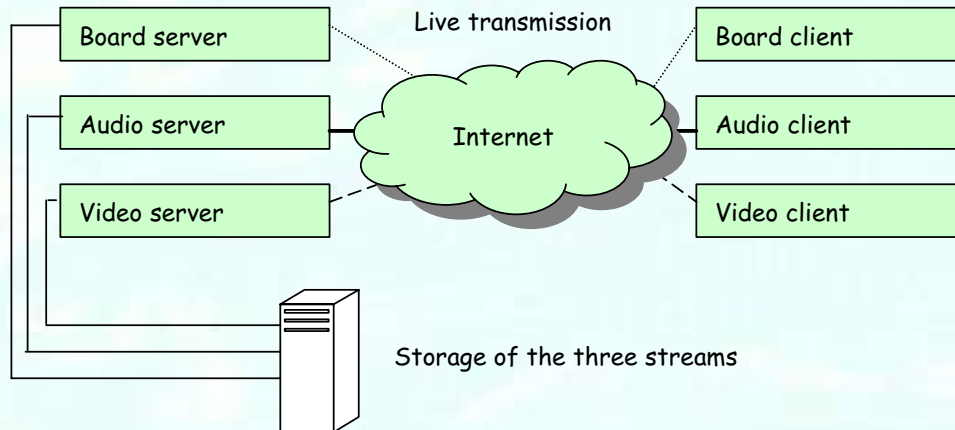 Live transmission
Board server
Board client
Audio server
Internet
Audio client
Video server
Video client
Storage of the three streams